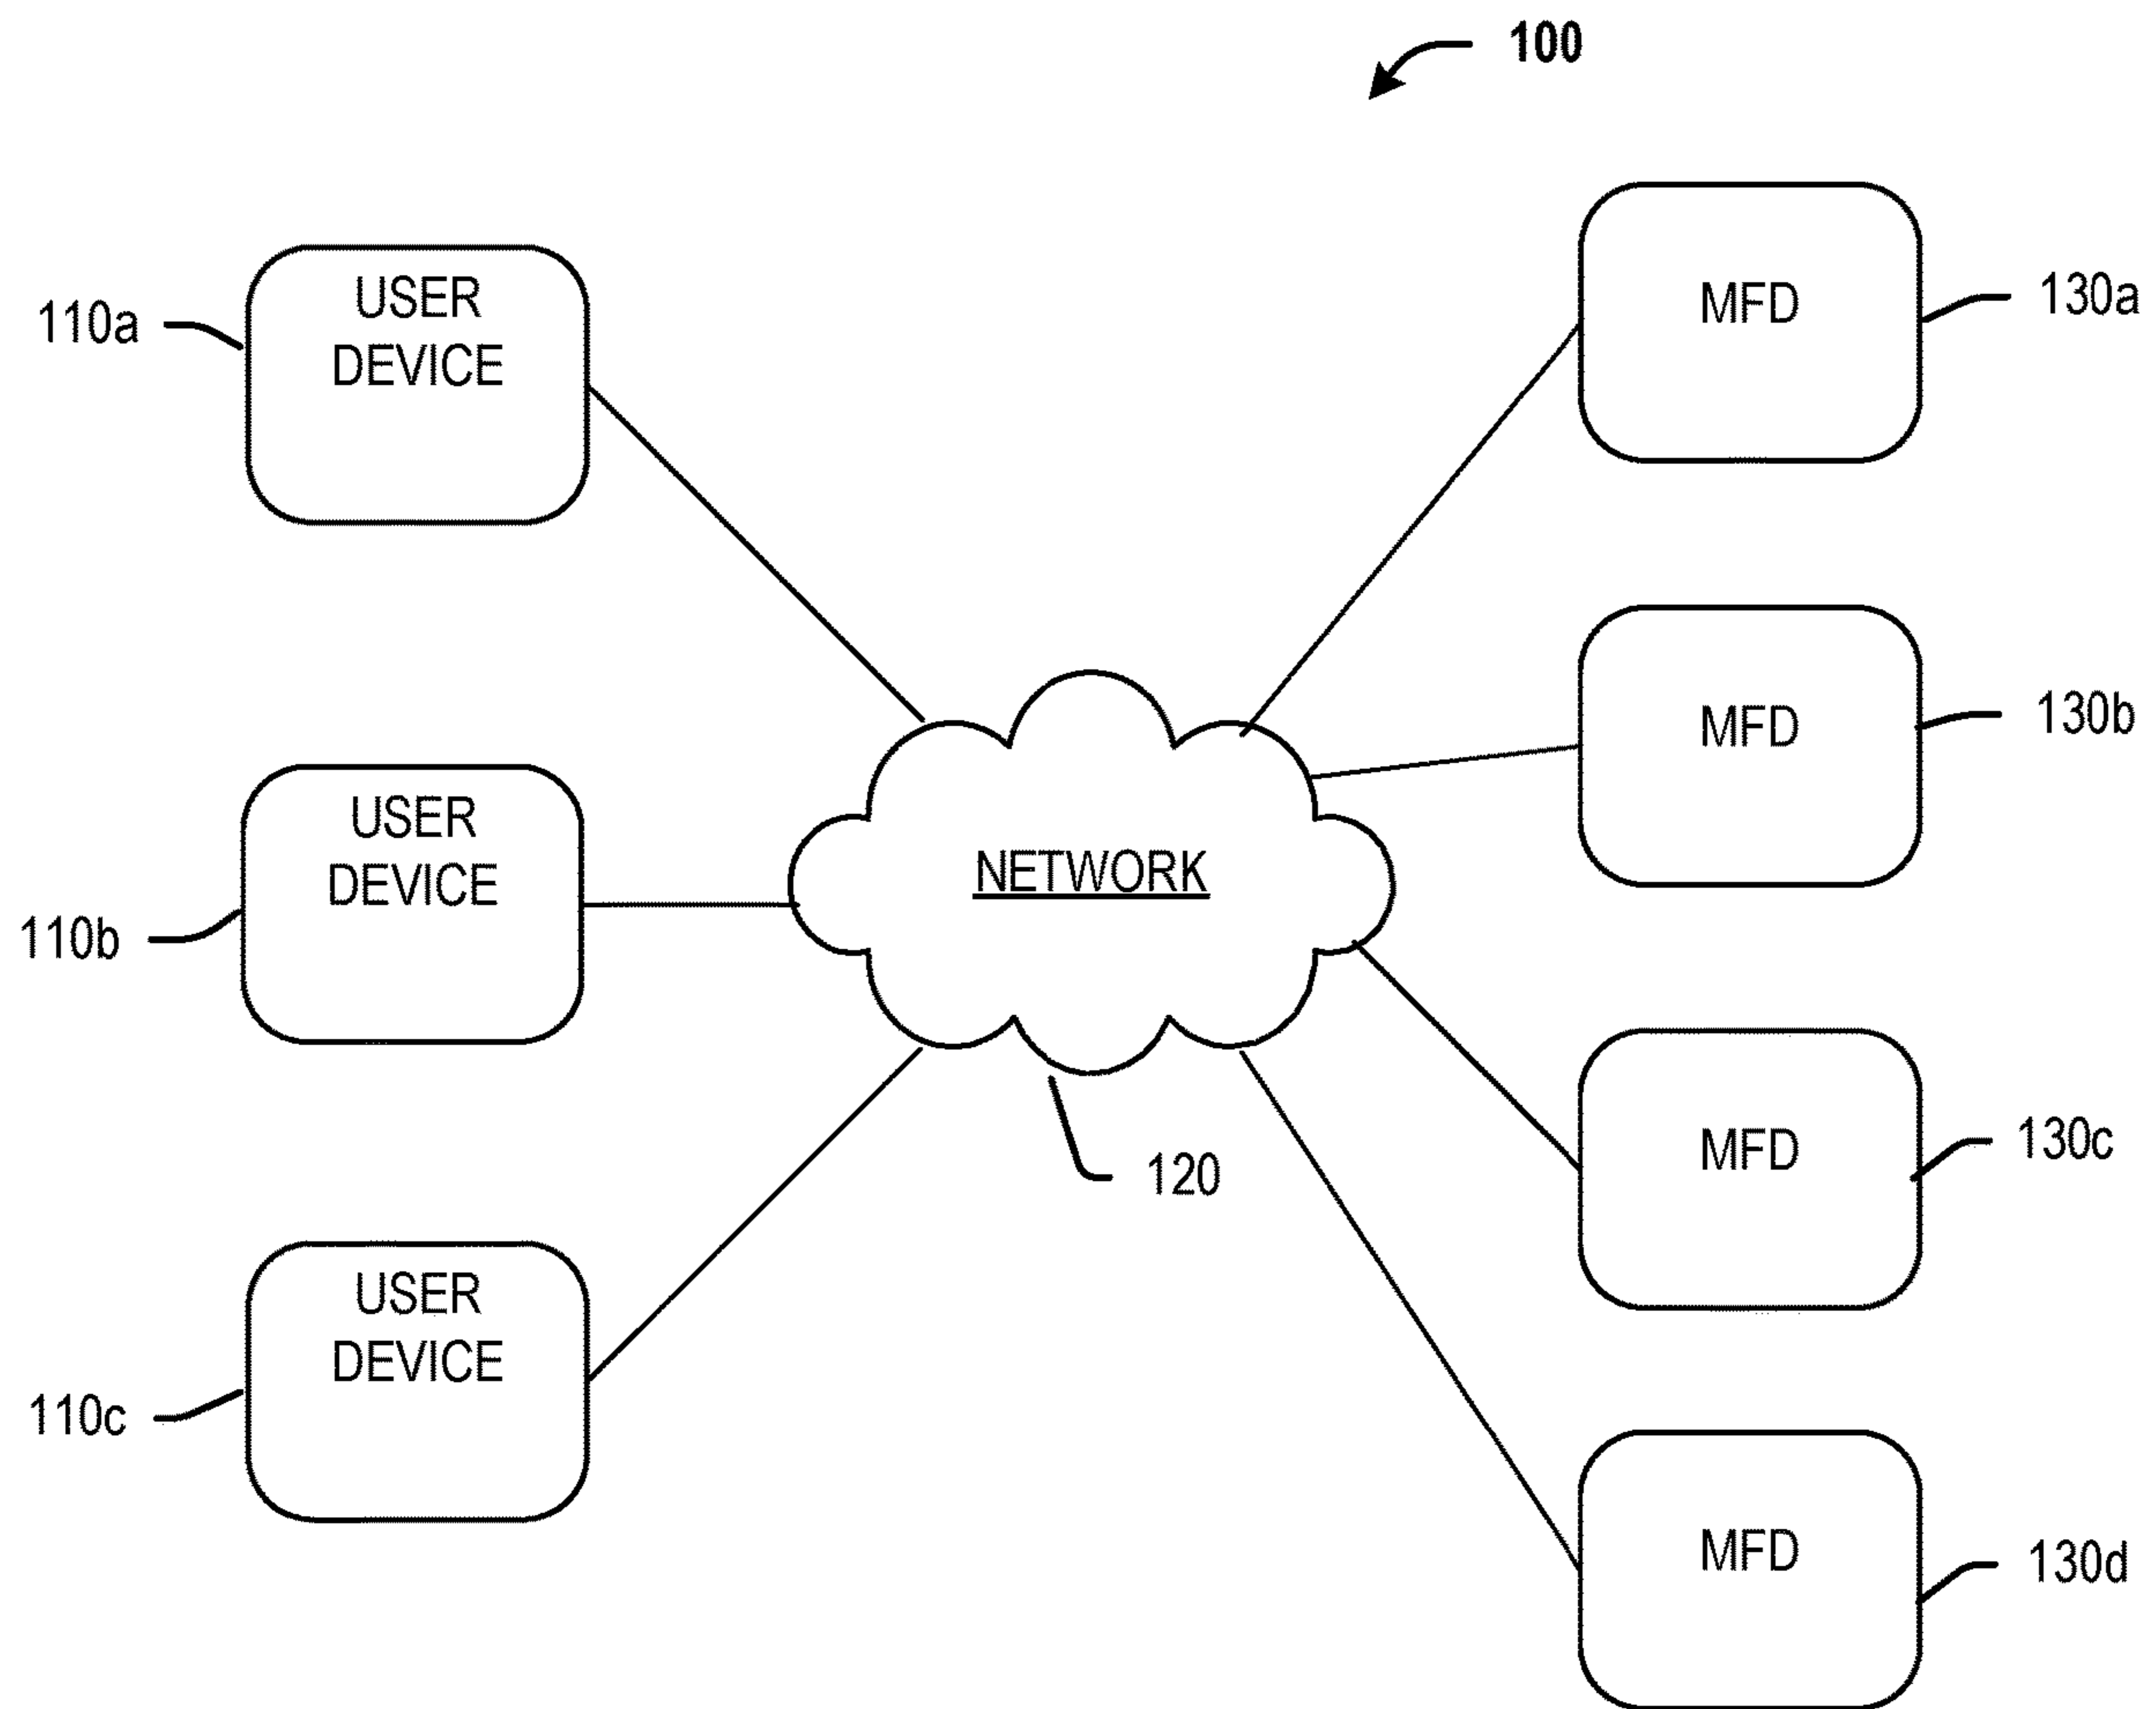 100
110a
USER
DEVICE
MFD
130a
110b
USER
DEVICE
NETWORK
MFD
130b
120
MFD
130c
110c
USER
DEVICE
MFD
130d